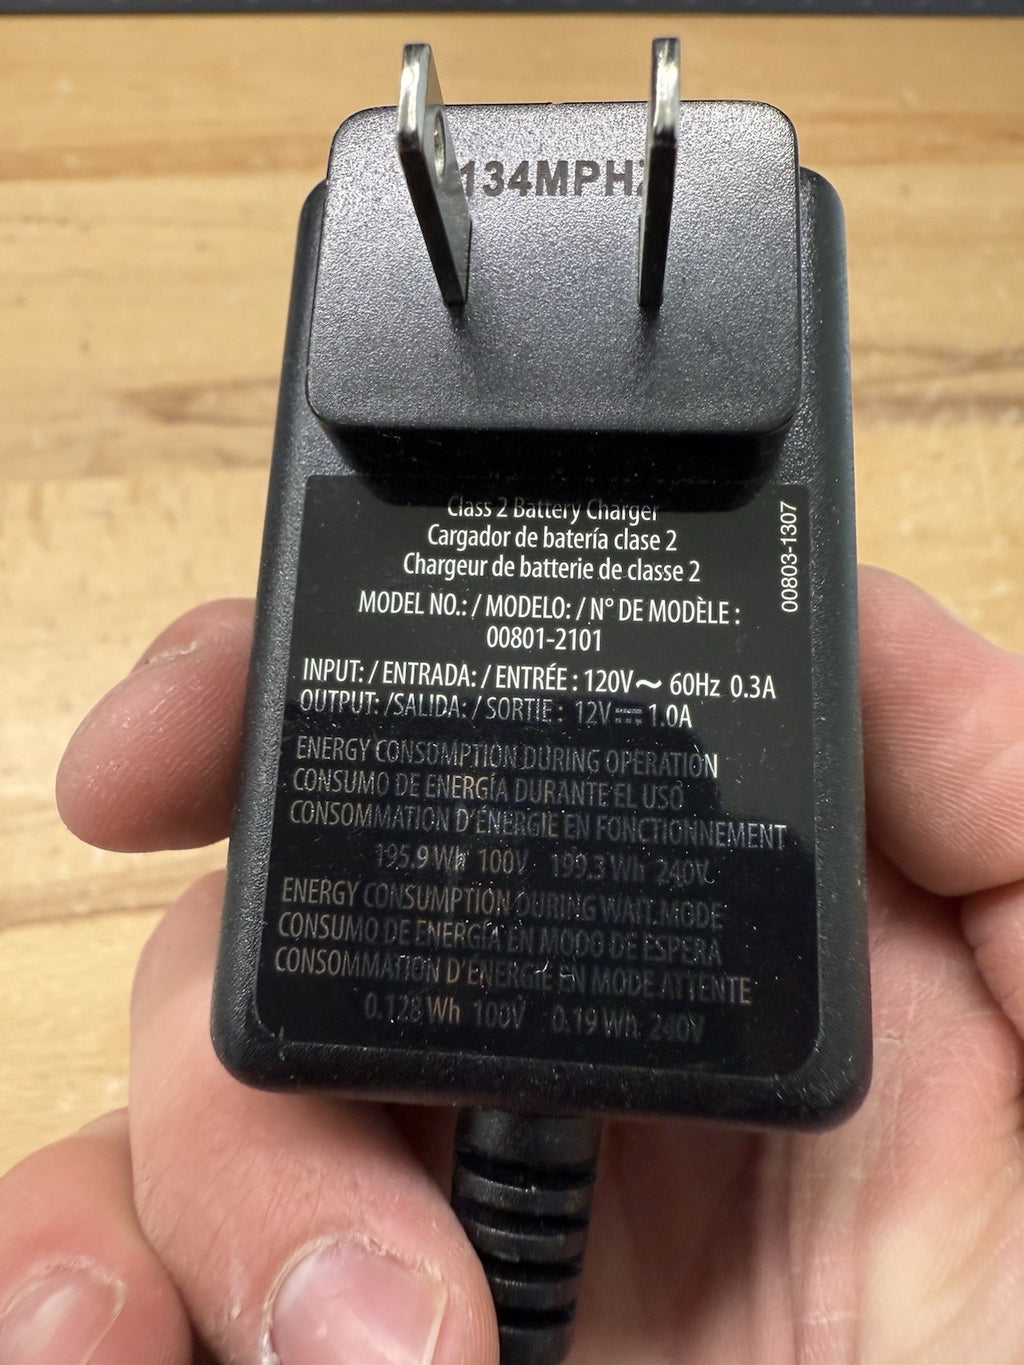 134MPH
Class 2 Battery Charger
Cargador de batería clase 2
Chargeur de batterie de classe 2
MODEL NO.: / MODELO: / N° DE MODÈLE :
00801-2101
INPUT: / ENTRADA: / ENTRÉE : 120V~ 60Hz 0.3A
OUTPUT: /SALIDA: / SORTIE : 12V⎓1.0A
ENERGY CONSOMPTION DURING OPERATION
CONSUMO DE ENERGÍA DURANTE EL USO
CONSOMMATION D'ÉNERGIE EN FONCTIONNEMENT
195.9 Wh 100V 199.3 Wh 240V
ENERGY CONSUMPTION DURING WAIT MODE
CONSUMO DE ENERGÍA EN MODO DE ESPERA
CONSOMMATION D'ÉNERGIE EN MODE ATTENTE
0.128 Wh 100V 0.19 Wh 240V
00803-1307